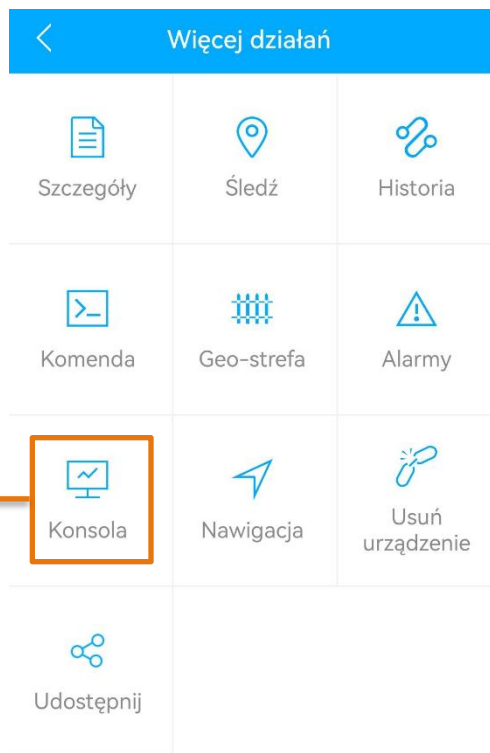 Więcej działań
Szczegóły
Śledź
Historia
Komenda
Geo-strefa
Alarmy
Konsola
Nawigacja
Usuń
urządzenie
Udostępnij